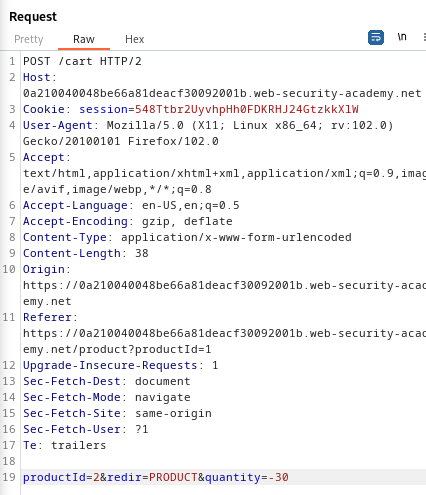 Request
Pretty Raw Hex \n
1 POST /cart HTTP/2
2 Host:
0a210040048be66a81deacf30092001b.web-security-academy.net
3 Cookie: session=548Ttbr2UyvhpHh0FDKRHJ24GtzkkXlW
4 User-Agent: Mozilla/5.0 (X11; Linux x86_64; rv:102.0)
Gecko/20100101 Firefox/102.0
5 Accept:
text/html,application/xhtml+xml,application/xml;q=0.9,imag
e/avif,image/webp,*/*;q=0.8
6 Accept-Language: en-US,en;q=0.5
7 Accept-Encoding: gzip, deflate
8 Content-Type: application/x-www-form-urlencoded
9 Content-Length: 38
10 Origin:
https://0a210040048be66a81deacf30092001b.web-security-acad
emy.net
11 Referer:
https://0a210040048be66a81deacf30092001b.web-security-acad
emy.net/product?productId=1
12 Upgrade-Insecure-Requests: 1
13 Sec-Fetch-Dest: document
14 Sec-Fetch-Mode: navigate
15 Sec-Fetch-Site: same-origin
16 Sec-Fetch-User: ?1
17 Te: trailers
18
19 productId=2&redir=PRODUCT&quantity=-30